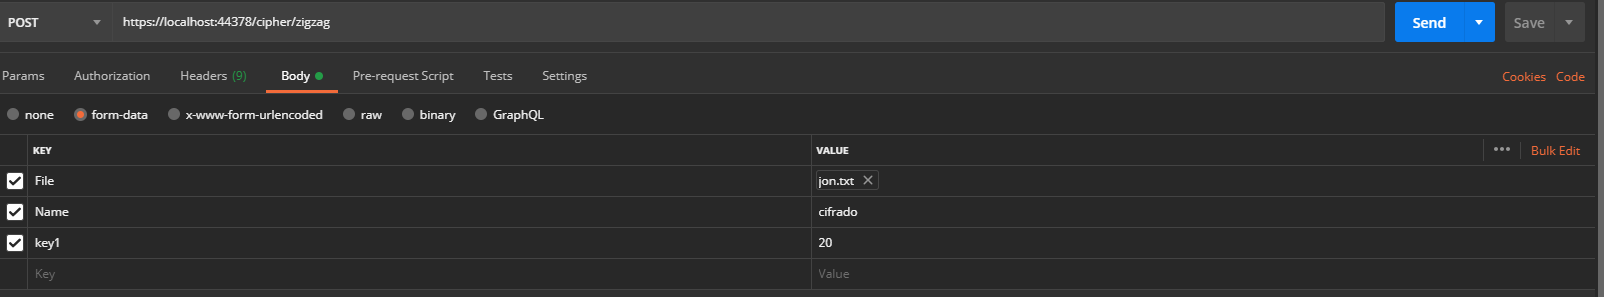 POST https://localhost:44378/cipher/zigzag Send Save
Params Authorization Headers (9) Body Pre-request Script Tests Settings Cookies Code
none form-data x-www-form-urlencoded raw binary GraphQL
KEY VALUE ••• Bulk Edit
File jon.txt
Name cifrado
key1 20
Key Value